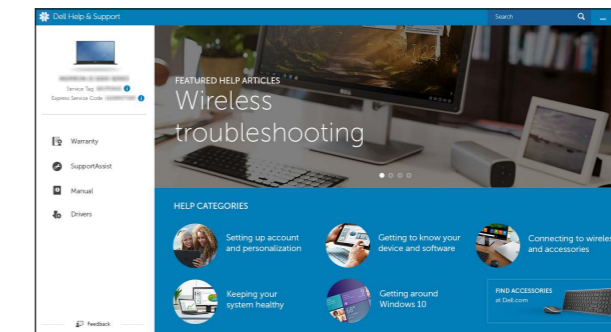 Dell Help & Support
Search
Service Tag:
Express Service Code:
Warranty
SupportAssist
Manual
Drivers
Feedback
FEATURED HELP ARTICLES
Wireless
troubleshooting
HELP CATEGORIES
Setting up account
and personalization
Getting to know your
device and software
Connecting to wireles
and accessories
Keeping your
system healthy
Getting around
Windows 10
FIND ACCESSORIES
at Dell.com